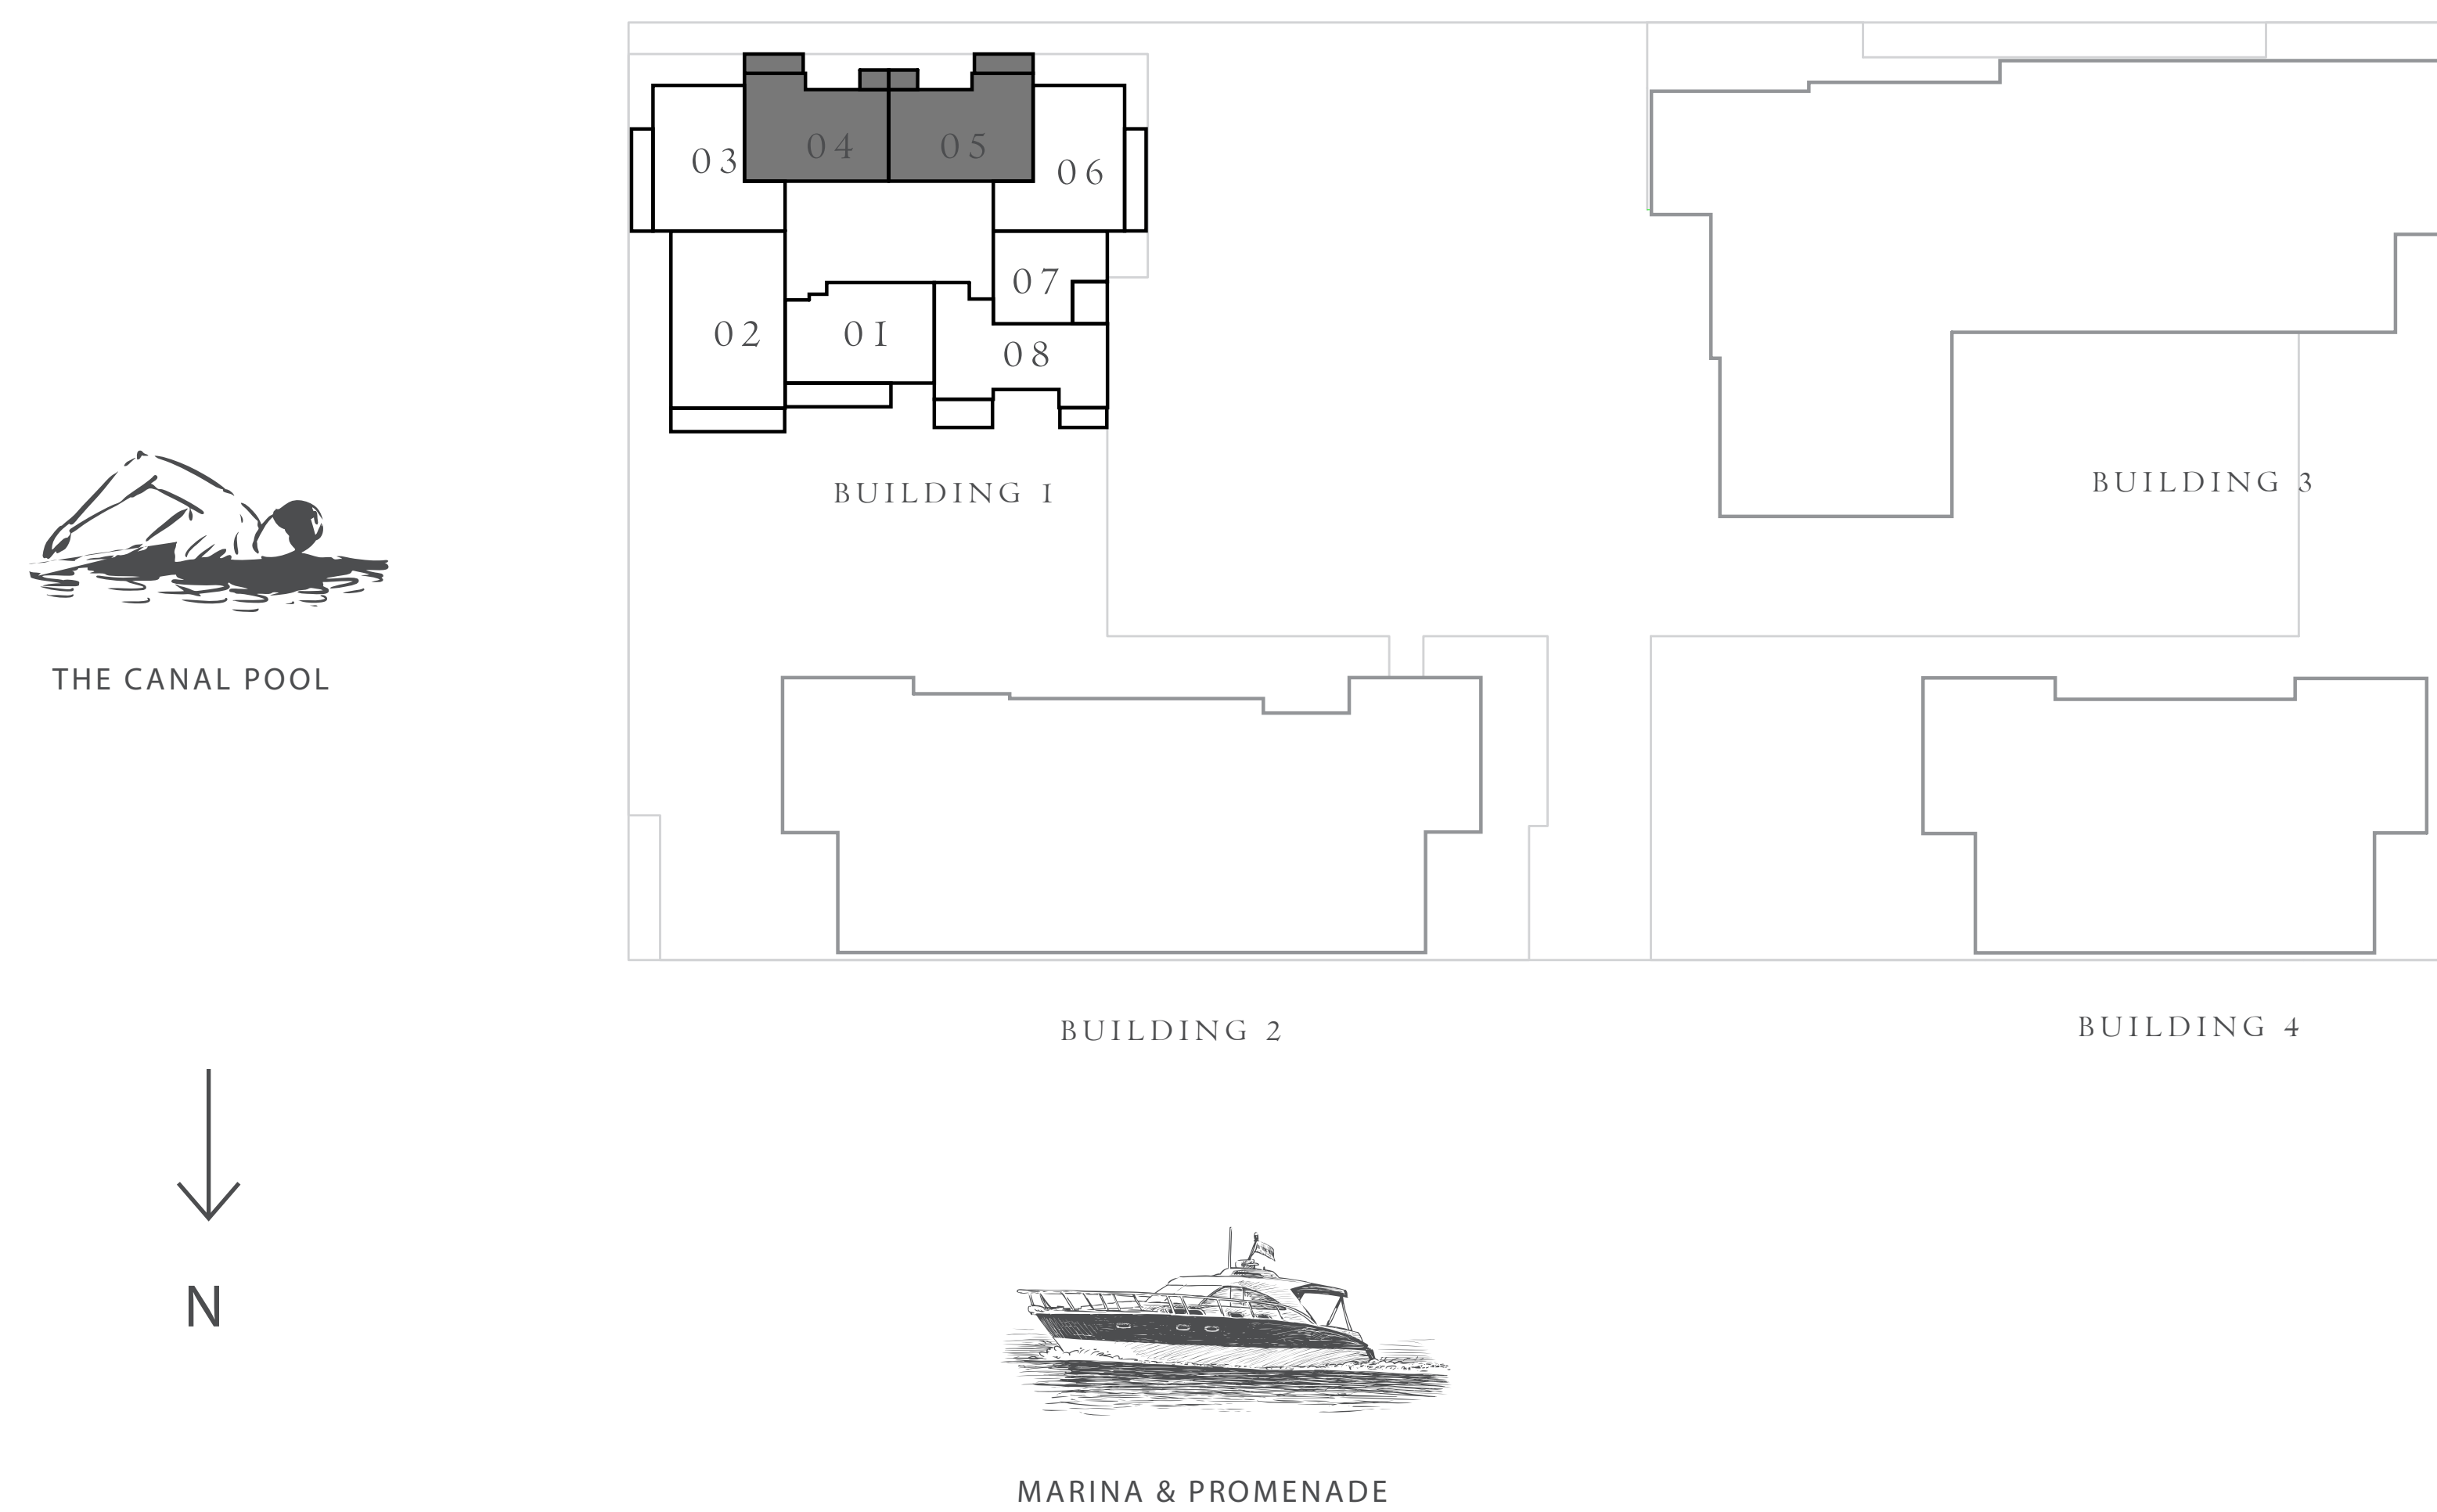 04
05
03
06
07
02
01
08
BUILDING 1
BUILDING 3
THE CANAL POOL
BUILDING 2
BUILDING 4
N
MARINA & PROMENADE